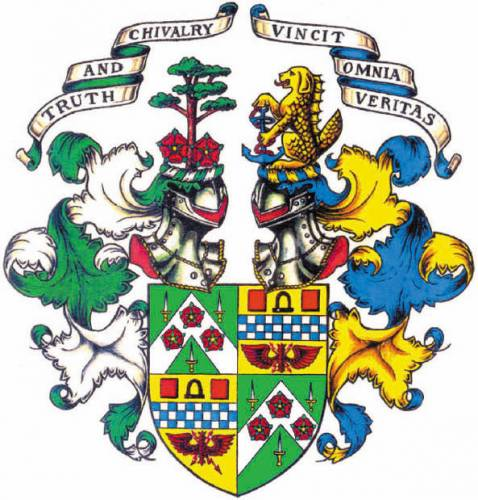 CHIVALRY
AND
TRUTH
VINCIT
OMNIA
VERITAS